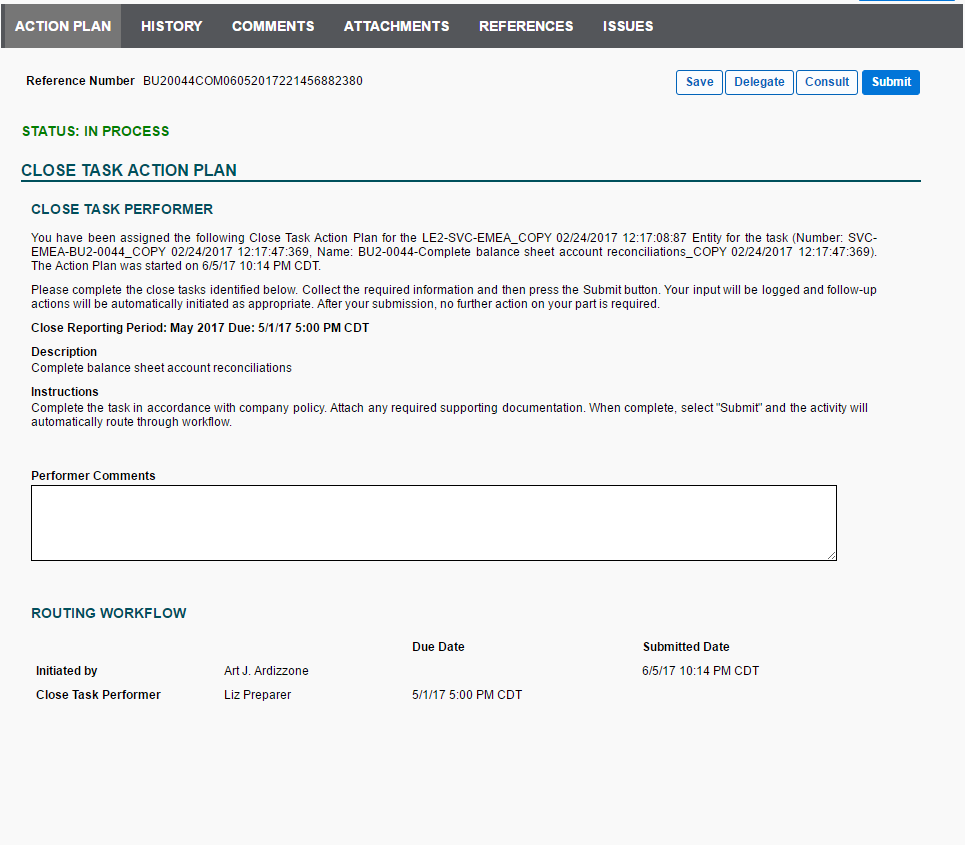 ACTION PLAN HISTORY COMMENTS ATTACHMENTS REFERENCES ISSUES
Reference Number BU20044COM06052017221456882380 Save Delegate Consult Submit
STATUS: IN PROCESS
CLOSE TASK ACTION PLAN
CLOSE TASK PERFORMER
You have been assigned the following Close Task Action Plan for the LE2-SVC-EMEA_COPY 02/24/2017 12:17:08:87 Entity for the task (Number: SVC-
EMEA-BU2-0044_COPY 02/24/2017 12:17:47:369, Name: BU2-0044-Complete balance sheet account reconciliations_COPY 02/24/2017 12:17:47:369).
The Action Plan was started on 6/5/17 10:14 PM CDT.
Please complete the close tasks identified below. Collect the required information and then press the Submit button. Your input will be logged and follow-up
actions will be automatically initiated as appropriate. After your submission, no further action on your part is required.
Close Reporting Period: May 2017 Due: 5/1/17 5:00 PM CDT
Description
Complete balance sheet account reconciliations
Instructions
Complete the task in accordance with company policy. Attach any required supporting documentation. When complete, select "Submit" and the activity will
automatically route through workflow.
Performer Comments
ROUTING WORKFLOW
Due Date Submitted Date
Initiated by Art J. Ardizzone 6/5/17 10:14 PM CDT
Close Task Performer Liz Preparer 5/1/17 5:00 PM CDT